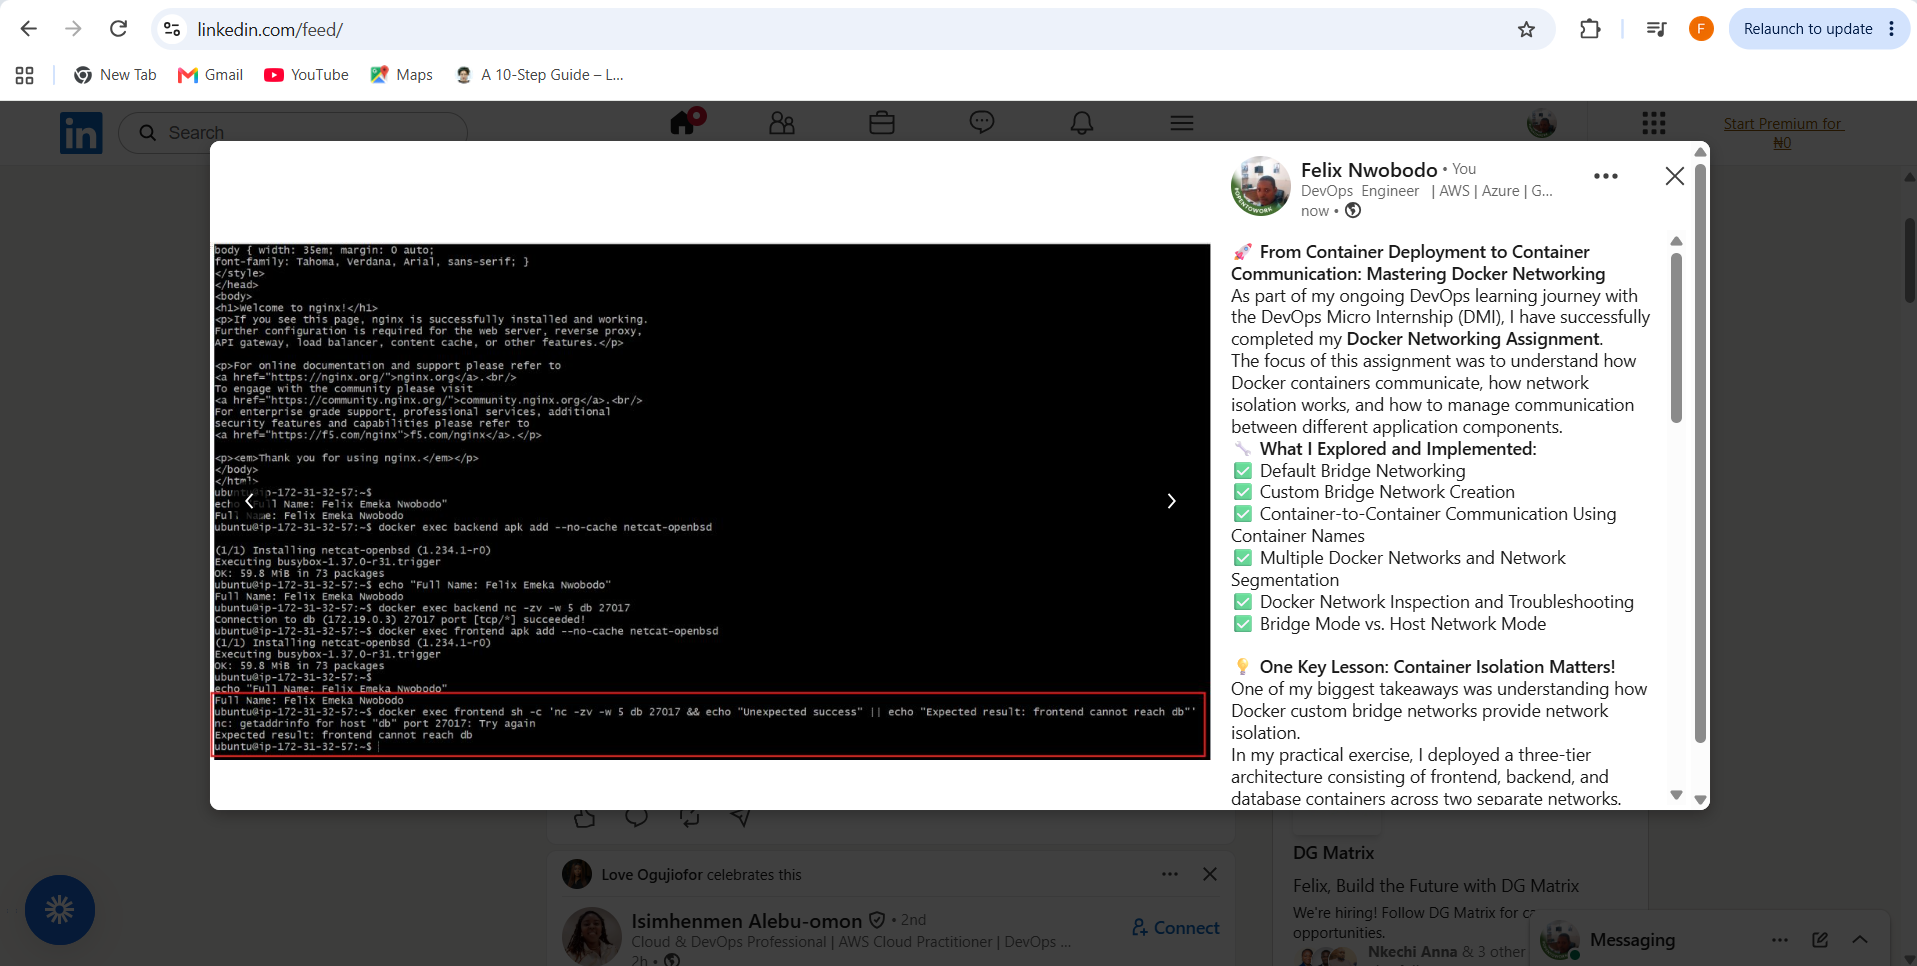 linkedin.com/feed/
Relaunch to update
F
New Tab
Gmail
YouTube
Maps
A 10-Step Guide – L...
in
Search
Start Premium for
₦0
body { width: 35em; margin: 0 auto;
font-family: Tahoma, Verdana, Arial, sans-serif; }
</style>
</head>
<body>
<h1>Welcome to nginx!</h1>
<p>If you see this page, nginx is successfully installed and working.
Further configuration is required for the web server, reverse proxy,
API gateway, load balancer, content cache, or other features.</p>
<p>For online documentation and support please refer to
<a href="https://nginx.org/">nginx.org</a>.<br/>
To engage with the community please visit
<a href="https://community.nginx.org/">community.nginx.org</a>.<br/>
For enterprise grade support, professional services, additional
security features and capabilities please refer to
<a href="https://f5.com/nginx">f5.com/nginx</a>.</p>
<p><em>Thank you for using nginx.</em></p>
</body>
</html>
ubuntu@ip-172-31-32-57:~$
echo "Full Name: Felix Emeka Nwobodo"
Full Name: Felix Emeka Nwobodo
ubuntu@ip-172-31-32-57:~$ docker exec backend apk add --no-cache netcat-openbsd
(1/1) Installing netcat-openbsd (1.234.1-r0)
Executing busybox-1.37.0-r31.trigger
OK: 59.8 MiB in 73 packages
ubuntu@ip-172-31-32-57:~$ echo "Full Name: Felix Emeka Nwobodo"
Full Name: Felix Emeka Nwobodo
ubuntu@ip-172-31-32-57:~$ docker exec backend nc -zv -w 5 db 27017
Connection to db (172.19.0.3) 27017 port [tcp/*] succeeded!
ubuntu@ip-172-31-32-57:~$ docker exec frontend apk add --no-cache netcat-openbsd
(1/1) Installing netcat-openbsd (1.234.1-r0)
Executing busybox-1.37.0-r31.trigger
OK: 59.8 MiB in 73 packages
ubuntu@ip-172-31-32-57:~$
echo "Full Name: Felix Emeka Nwobodo"
Full Name: Felix Emeka Nwobodo
ubuntu@ip-172-31-32-57:~$ docker exec frontend sh -c 'nc -zv -w 5 db 27017 && echo "Unexpected success" || echo "Expected result: frontend cannot reach db"'
nc: getaddrinfo for host "db" port 27017: Try again
Expected result: frontend cannot reach db
ubuntu@ip-172-31-32-57:~$
Felix Nwobodo • You
DevOps Engineer | AWS | Azure | G...
now •
🚀 From Container Deployment to Container
Communication: Mastering Docker Networking
As part of my ongoing DevOps learning journey with
the DevOps Micro Internship (DMI), I have successfully
completed my Docker Networking Assignment.
The focus of this assignment was to understand how
Docker containers communicate, how network
isolation works, and how to manage communication
between different application components.
🔧 What I Explored and Implemented:
✅ Default Bridge Networking
✅ Custom Bridge Network Creation
✅ Container-to-Container Communication Using
Container Names
✅ Multiple Docker Networks and Network
Segmentation
✅ Docker Network Inspection and Troubleshooting
✅ Bridge Mode vs. Host Network Mode
💡 One Key Lesson: Container Isolation Matters!
One of my biggest takeaways was understanding how
Docker custom bridge networks provide network
isolation.
In my practical exercise, I deployed a three-tier
architecture consisting of frontend, backend, and
database containers across two separate networks.
Love Ogujiofor celebrates this
Isimhenmen Alebu-omon • 2nd
Cloud & DevOps Professional | AWS Cloud Practitioner | DevOps ...
2h •
Connect
DG Matrix
Felix, Build the Future with DG Matrix
We're hiring! Follow DG Matrix for
opportunities.
Nkechi Anna & 3 other
Messaging